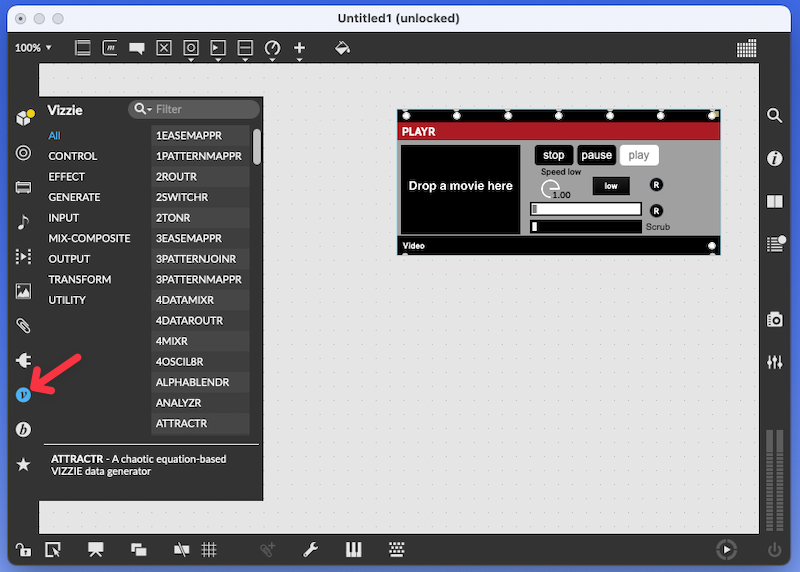 Untitled1 (unlocked)
100%
m
Vizzie
Filter
All
CONTROL
EFFECT
GENERATE
INPUT
MIX-COMPOSITE
OUTPUT
TRANSFORM
UTILITY
1EASEMAPPR
1PATTERNMAPPR
2ROUTR
2SWITCHR
2TONR
3EASEMAPPR
3PATTERNJOINR
3PATTERNMAPPR
4DATAMIXR
4DATAROUTR
4MIXR
4OSCIL8R
ALPHABLENDR
ANALYZR
ATTRACTR
v
b
ATTRACTR - A chaotic equation-based
VIZZIE data generator
PLAYR
Drop a movie here
stop pause play
Speed low
1.00
low
R
R
Scrub
Video
i